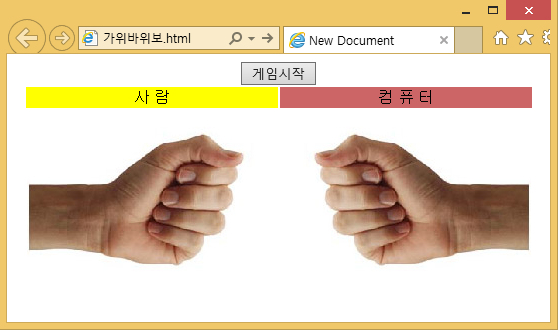 가위바위보.html
New Document
게임시작
사 람
컴 퓨 터